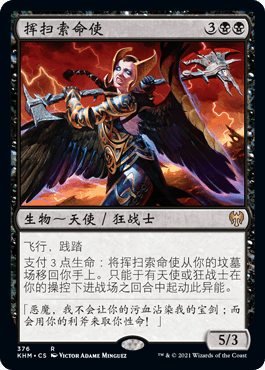 挥扫索命使 3
生物～天使／狂战士
飞行，践踏
支付3点生命：将挥扫索命使从你的坟墓
场移回你手上。只能于有天使或狂战士在
你的操控下进战场之回合中起动此异能。
「恶魔，我不会让你的污血沾染我的宝剑；而
会用你的利斧来取你性命！」
5/3
376 R
KHM • CS VICTOR ADAME MINGUEZ
™ & © 2021 Wizards of the Coast